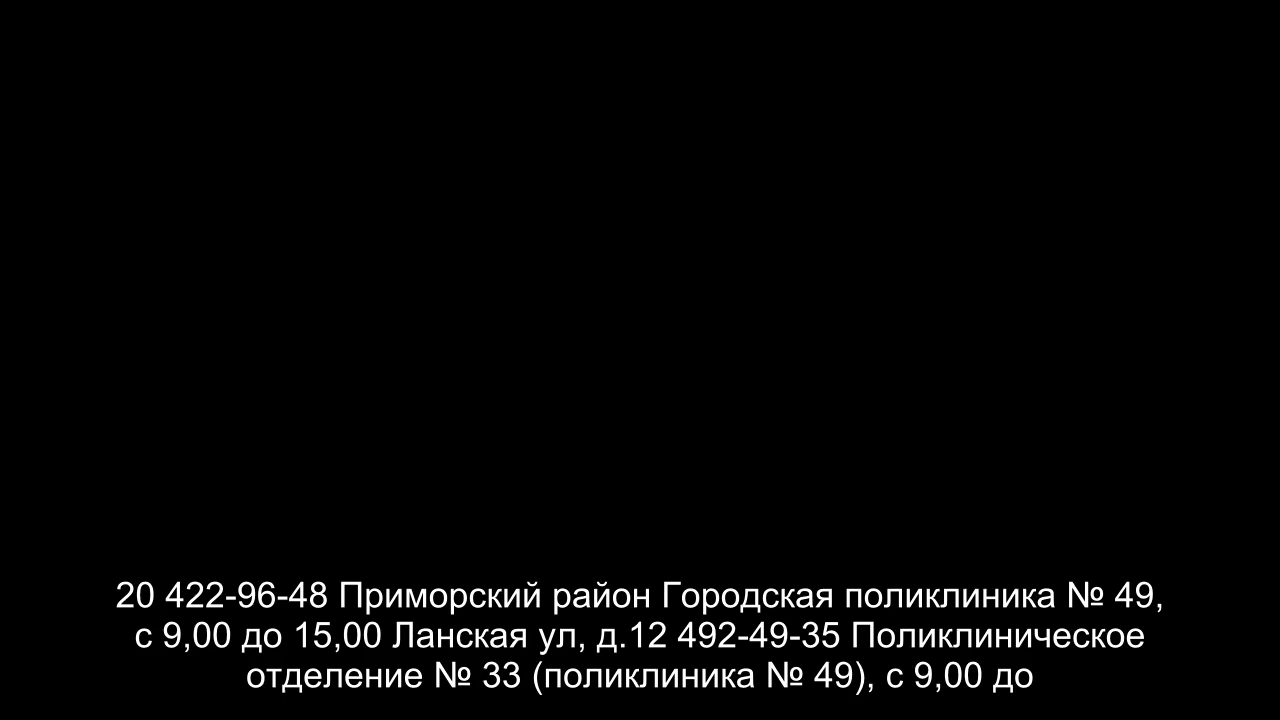 20 422-96-48 Приморский район Городская поликлиника № 49,
с 9,00 до 15,00 Ланская ул, д.12 492-49-35 Поликлиническое
отделение № 33 (поликлиника № 49), с 9,00 до